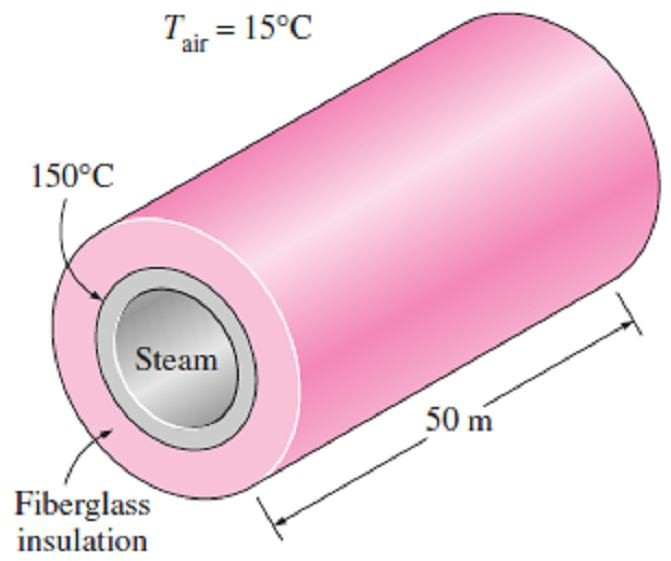 T_air = 15°C
150°C
Steam
50 m
Fiberglass
insulation